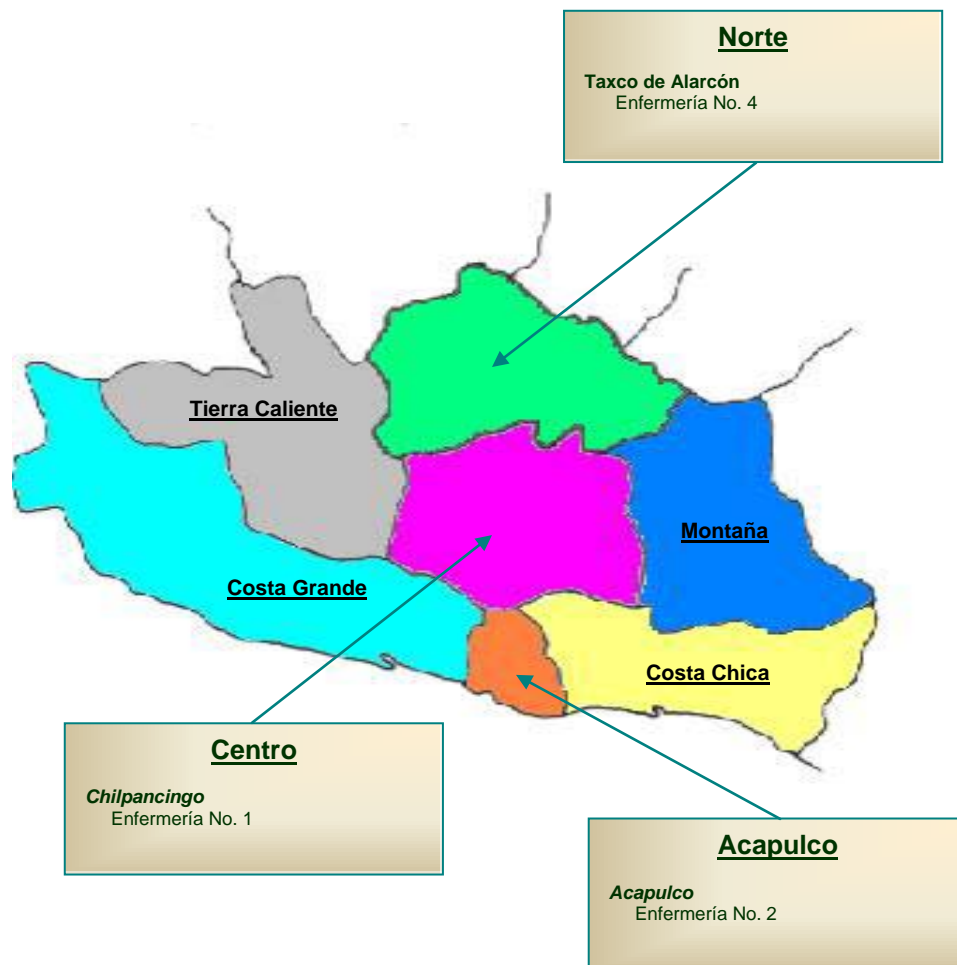 Norte
Taxco de Alarcón
Enfermería No. 4
Tierra Caliente
Montaña
Costa Grande
Costa Chica
Centro
Chilpancingo
Enfermería No. 1
Acapulco
Acapulco
Enfermería No. 2